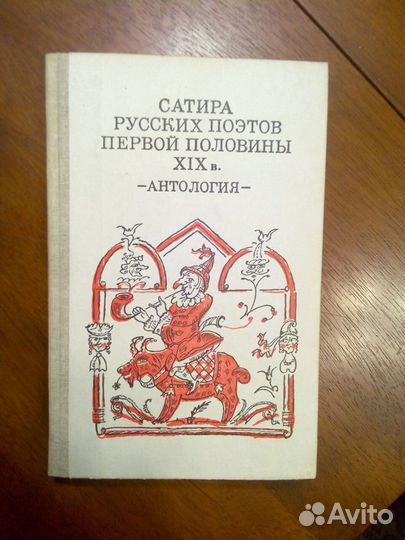 САТИРА
РУССКИХ ПОЭТОВ
ПЕРВОЙ ПОЛОВИНЫ
XIX в.
–АНТОЛОГИЯ–
Avito